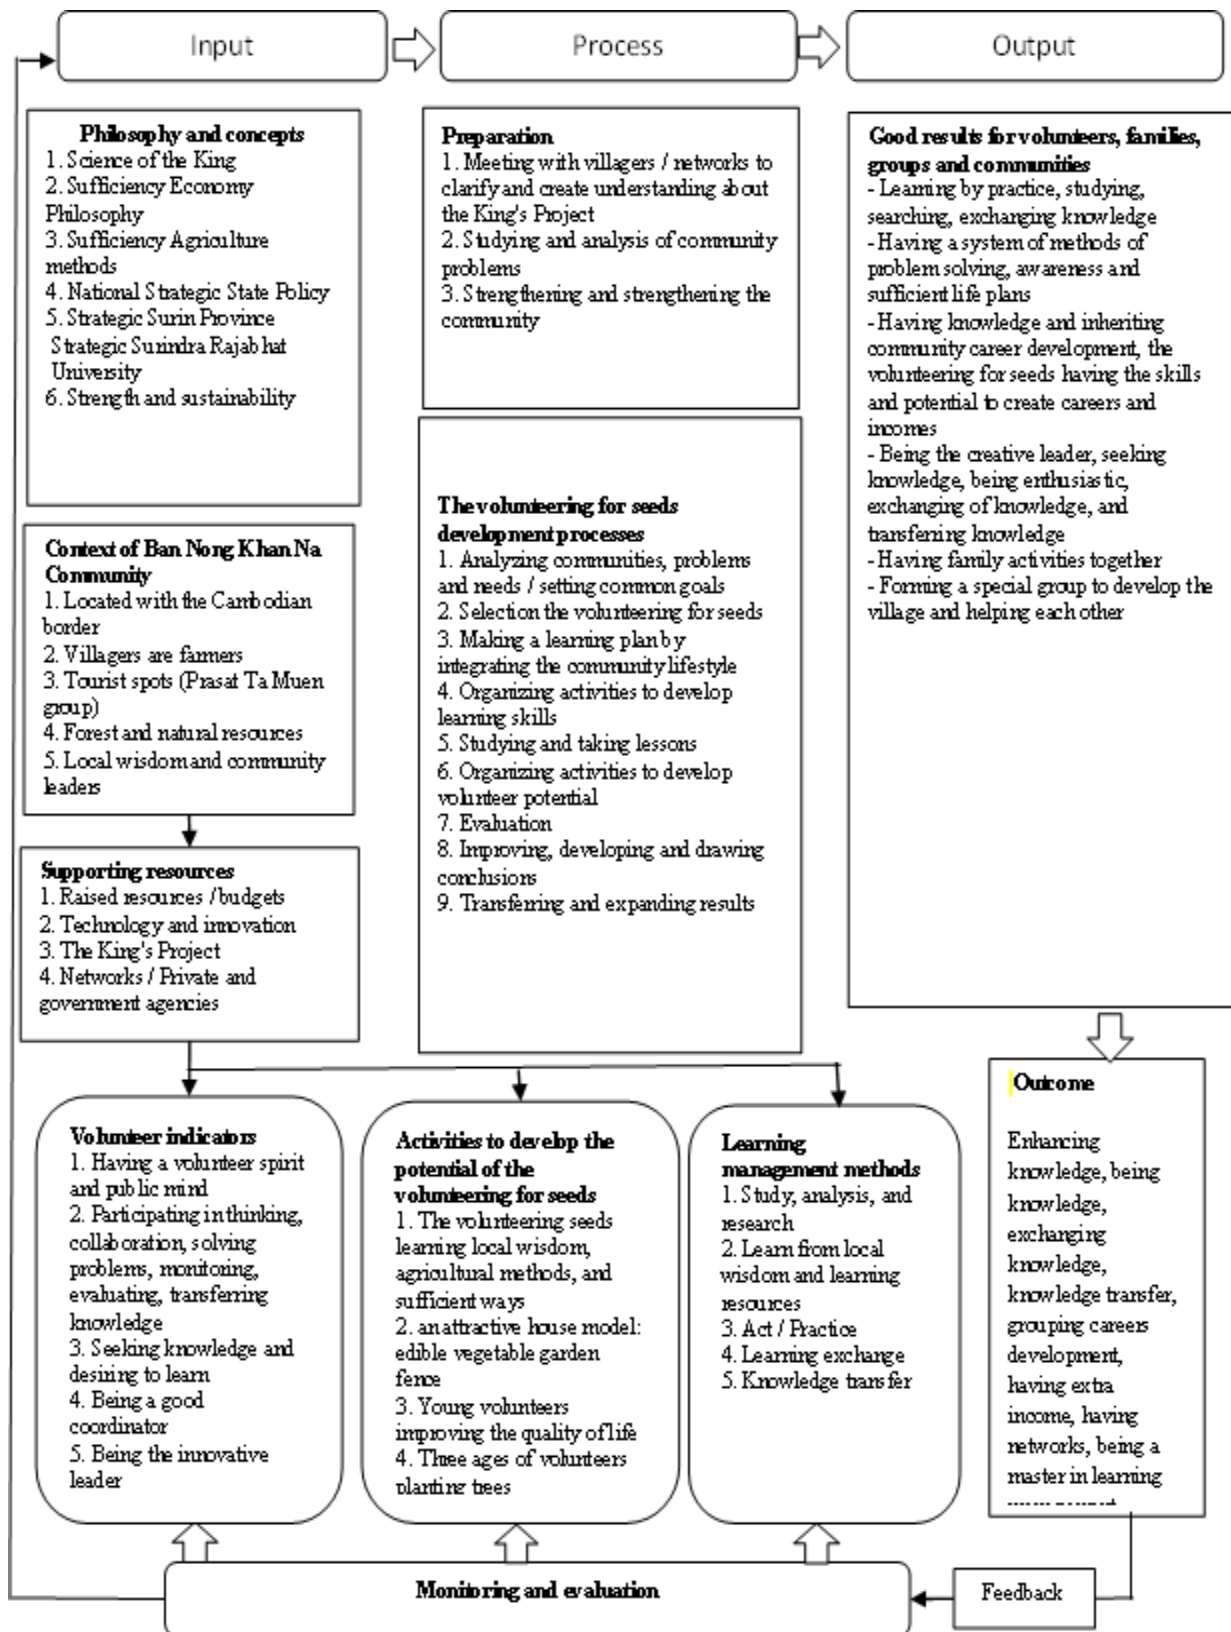 Input
Process
Output
Philosophy and concepts
1. Science of the King
2. Sufficiency Economy
Philosophy
3. Sufficiency Agriculture
methods
4. National Strategic State Policy
5. Strategic Surin Province
Strategic Surindra Rajabhat
University
6. Strength and sustainability
Context of Ban Nong Khan Na
Community
1. Located with the Cambodian
border
2. Villagers are farmers
3. Tourist spots (Prasat Ta Muen
group)
4. Forest and natural resources
5. Local wisdom and community
leaders
Supporting resources
1. Raised resources / budgets
2. Technology and innovation
3. The King's Project
4. Networks / Private and
government agencies
Preparation
1. Meeting with villagers / networks to
clarify and create understanding about
the King's Project
2. Studying and analysis of community
problems
3. Strengthening and strengthening the
community
The volunteering for seeds
development processes
1. Analyzing communities, problems
and needs / setting common goals
2. Selection the volunteering for seeds
3. Making a learning plan by
integrating the community lifestyle
4. Organizing activities to develop
learning skills
5. Studying and taking lessons
6. Organizing activities to develop
volunteer potential
7. Evaluation
8. Improving, developing and drawing
conclusions
9. Transferring and expanding results
Good results for volunteers, families,
groups and communities
- Learning by practice, studying,
searching, exchanging knowledge
- Having a system of methods of
problem solving, awareness and
sufficient life plans
- Having knowledge and inheriting
community career development, the
volunteering for seeds having the skills
and potential to create careers and
incomes
- Being the creative leader, seeking
knowledge, being enthusiastic,
exchanging of knowledge, and
transferring knowledge
- Having family activities together
- Forming a special group to develop the
village and helping each other
Volunteer indicators
1. Having a volunteer spirit
and public mind
2. Participating in thinking,
collaboration, solving
problems, monitoring,
evaluating, transferring
knowledge
3. Seeking knowledge and
desiring to learn
4. Being a good
coordinator
5. Being the innovative
leader
Activities to develop the
potential of the
volunteering for seeds
1. The volunteering seeds
learning local wisdom,
agricultural methods, and
sufficient ways
2. an attractive house model:
edible vegetable garden
fence
3. Young volunteers
improving the quality of life
4. Three ages of volunteers
planting trees
Learning
management methods
1. Study, analysis, and
research
2. Learn from local
wisdom and learning
resources
3. Act / Practice
4. Learning exchange
5. Knowledge transfer
Outcome
Enhancing
knowledge, being
knowledge,
exchanging
knowledge,
knowledge transfer,
grouping careers
development,
having extra
income, having
networks, being a
master in learning
Monitoring and evaluation
Feedback